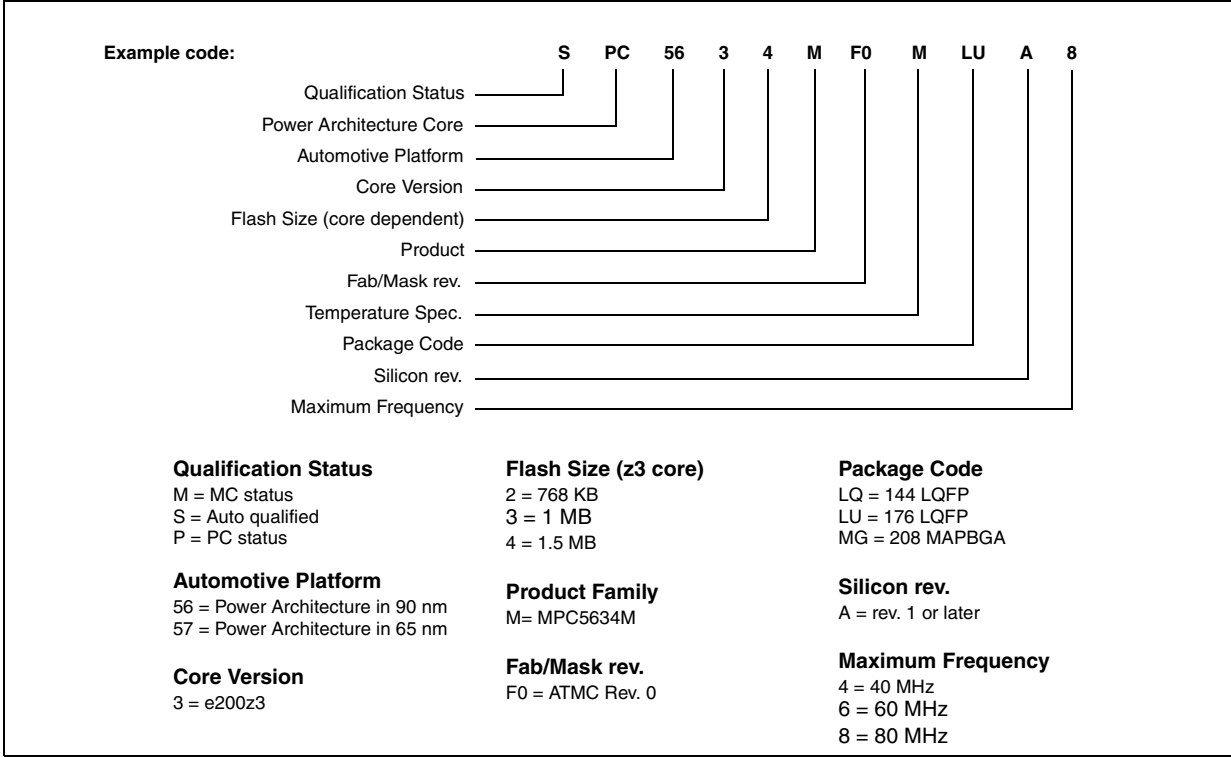 Example code: S PC 56 3 4 M F0 M LU A 8
Qualification Status
Power Architecture Core
Automotive Platform
Core Version
Flash Size (core dependent)
Product
Fab/Mask rev.
Temperature Spec.
Package Code
Silicon rev.
Maximum Frequency
Qualification Status
M = MC status
S = Auto qualified
P = PC status
Automotive Platform
56 = Power Architecture in 90 nm
57 = Power Architecture in 65 nm
Core Version
3 = e200z3
Flash Size (z3 core)
2 = 768 KB
3 = 1 MB
4 = 1.5 MB
Product Family
M= MPC5634M
Fab/Mask rev.
F0 = ATMC Rev. 0
Package Code
LQ = 144 LQFP
LU = 176 LQFP
MG = 208 MAPBGA
Silicon rev.
A = rev. 1 or later
Maximum Frequency
4 = 40 MHz
6 = 60 MHz
8 = 80 MHz